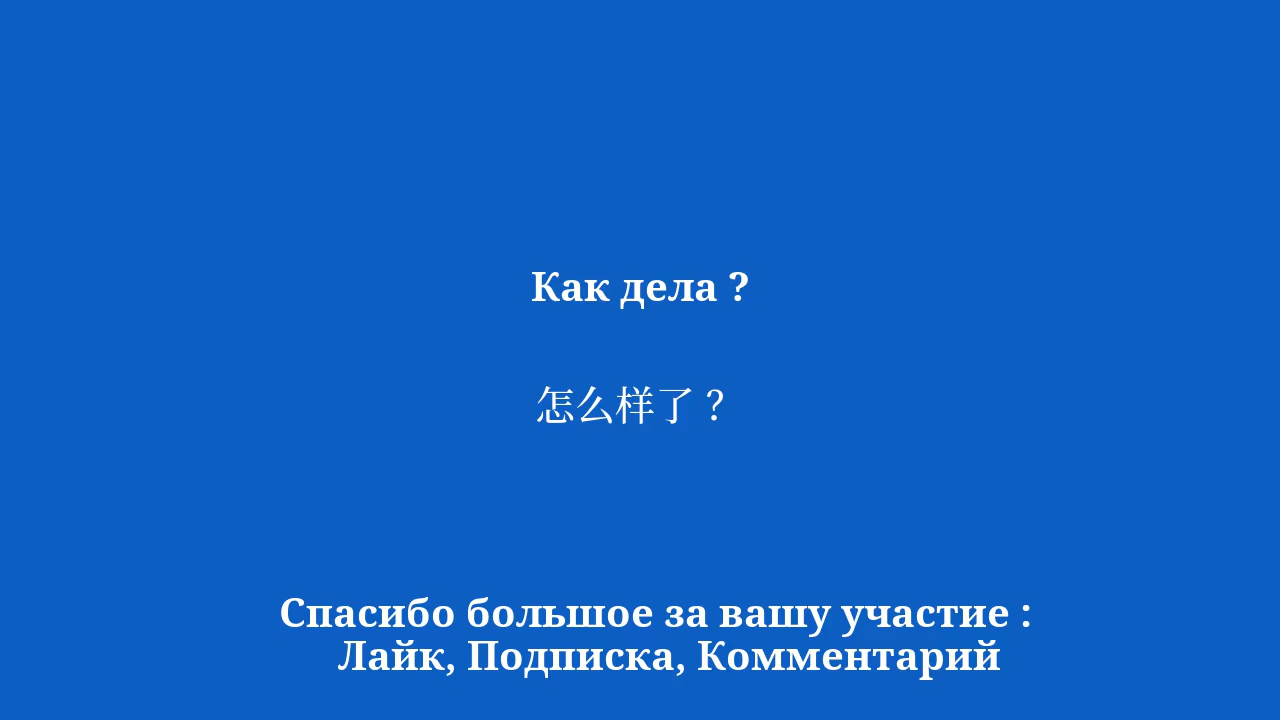 Как дела ?
怎么样了？
Спасибо большое за вашу участие :
Лайк, Подписка, Комментарий